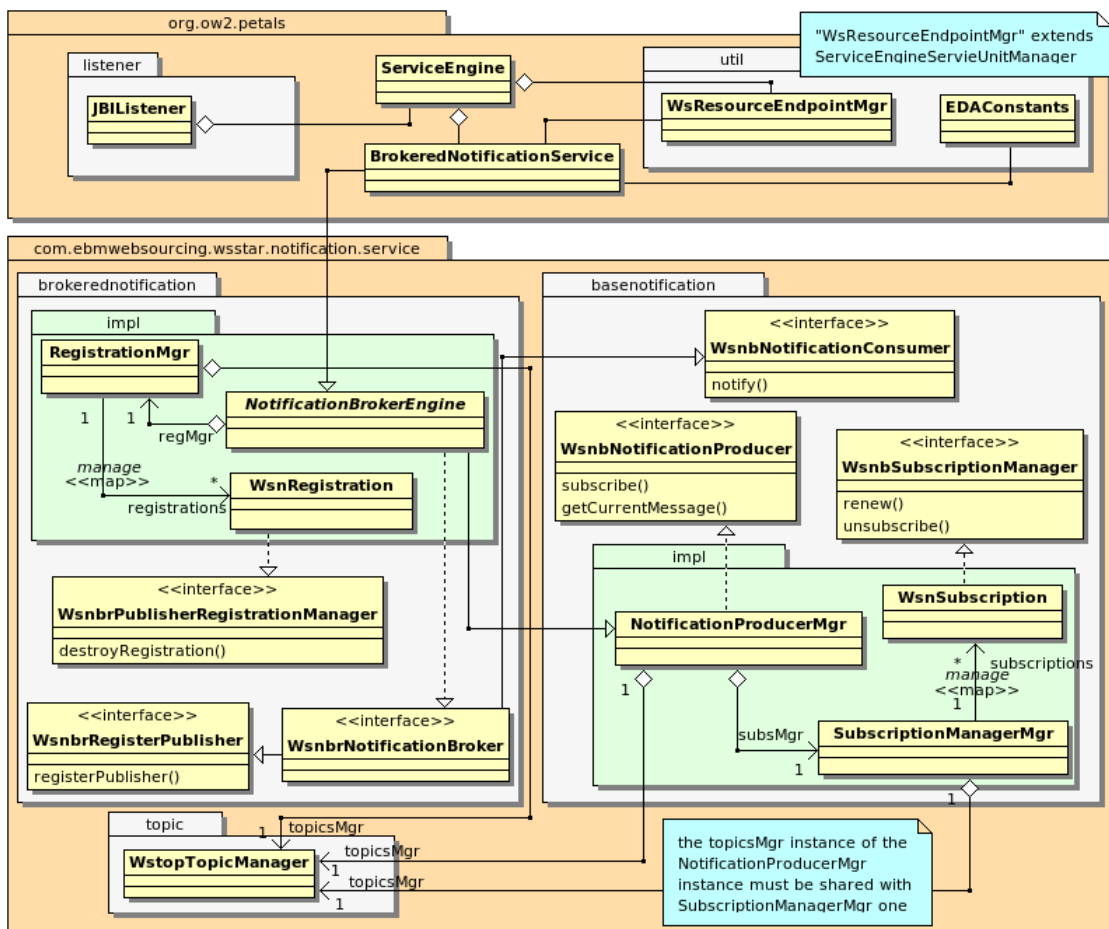 org.ow2.petals
"WsResourceEndpointMgr" extends
ServiceEngineServieUnitManager
listener
ServiceEngine
util
JBIListener
WsResourceEndpointMgr
EDAConstants
BrokeredNotificationService
com.ebmwebsourcing.wsstar.notification.service
brokerednotification
basenotification
impl
<<interface>>
WsnbNotificationConsumer
notify()
RegistrationMgr
NotificationBrokerEngine
1
1
regMgr
manage
<<map>>
*
registrations
WsnRegistration
<<interface>>
WsnbNotificationProducer
subscribe()
getCurrentMessage()
<<interface>>
WsnbSubscriptionManager
renew()
unsubscribe()
impl
<<interface>>
WsnbrPublisherRegistrationManager
destroyRegistration()
NotificationProducerMgr
WsnSubscription
* subscriptions
manage
<<map>>
1
1
<<interface>>
WsnbrRegisterPublisher
registerPublisher()
<<interface>>
WsnbrNotificationBroker
subsMgr
1
SubscriptionManagerMgr
1
topic
1 topicsMgr
WstopTopicManager
topicsMgr
1
topicsMgr
1
the topicsMgr instance of the
NotificationProducerMgr
instance must be shared with
SubscriptionManagerMgr one